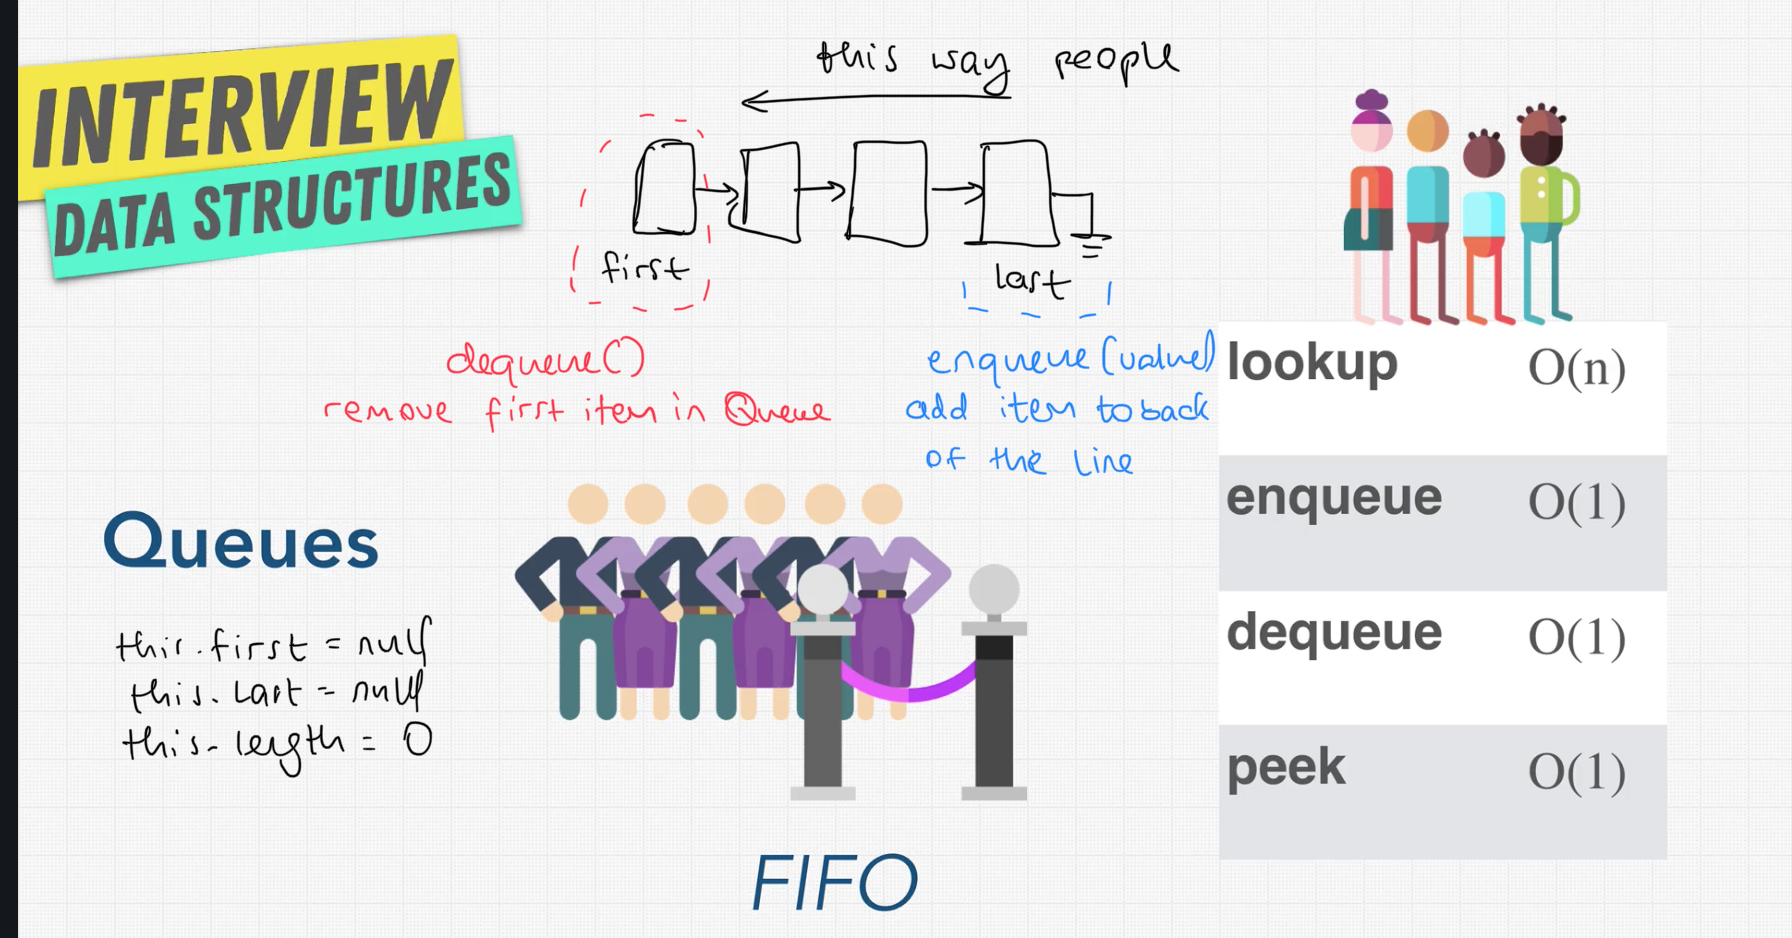 INTERVIEW
DATA STRUCTURES
this way people
first
last
dequeue()
remove first item in Queue
enqueue(value)
add item to back
of the line
Queues
this.first = null
this.last = null
this.length = 0
lookup O(n)
enqueue O(1)
dequeue O(1)
peek O(1)
FIFO